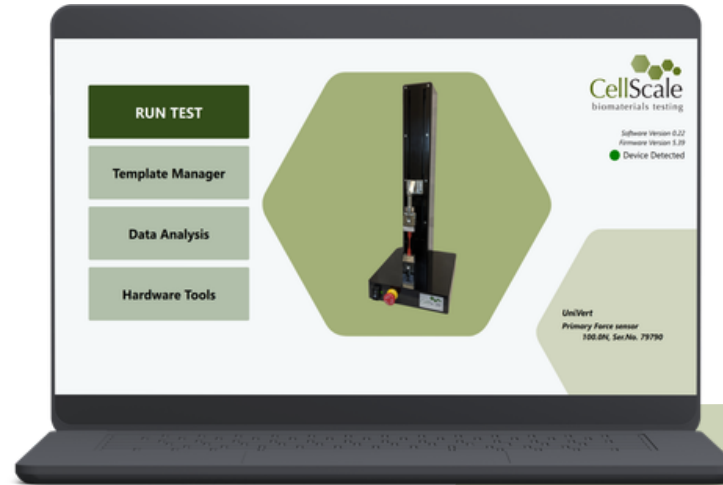 RUN TEST
Template Manager
Data Analysis
Hardware Tools
CellScale
biomaterials testing
Software Version 0.22
Firmware Version 5.39
Device Detected
UniVert
Primary Force sensor
100.0N, Ser.No. 79790